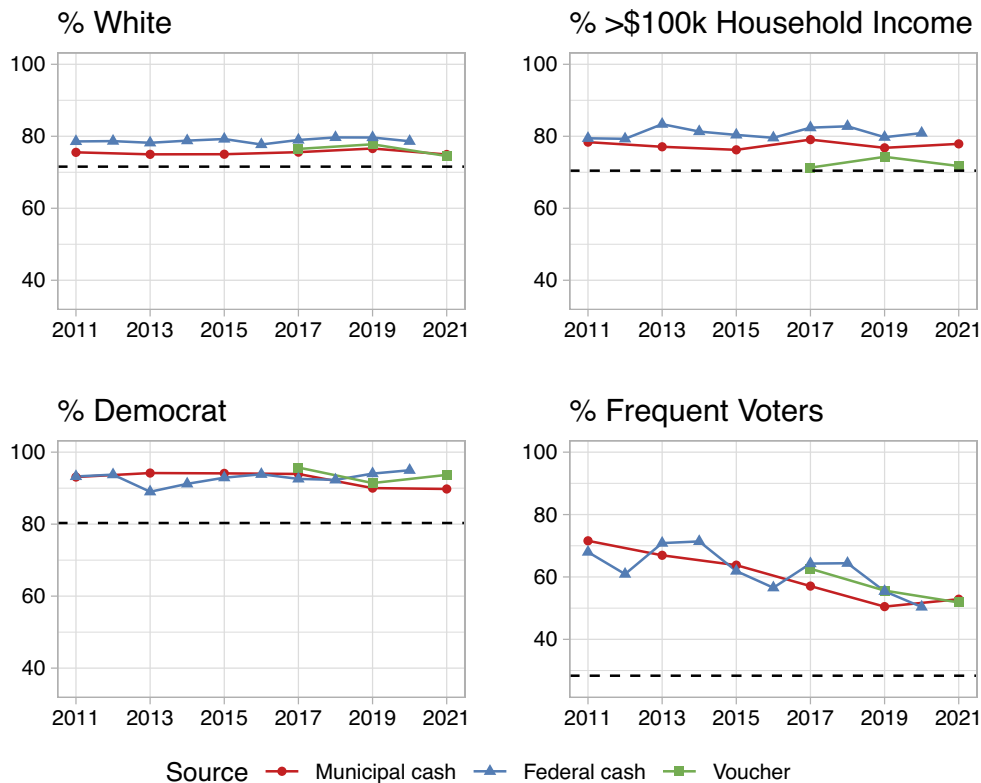 % White
100
80
60
40
2011 2013 2015 2017 2019 2021
% >$100k Household Income
100
80
60
40
2011 2013 2015 2017 2019 2021
% Democrat
100
80
60
40
2011 2013 2015 2017 2019 2021
% Frequent Voters
100
80
60
40
2011 2013 2015 2017 2019 2021
Source Municipal cash Federal cash Voucher